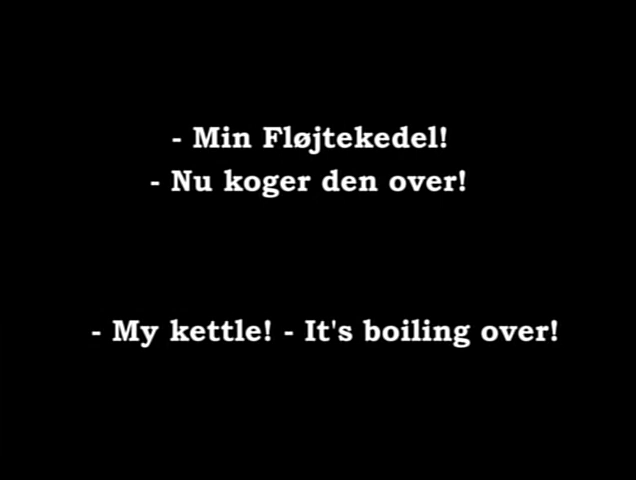 - Min Fløjtekedel!
- Nu koger den over!
- My kettle! - It's boiling over!